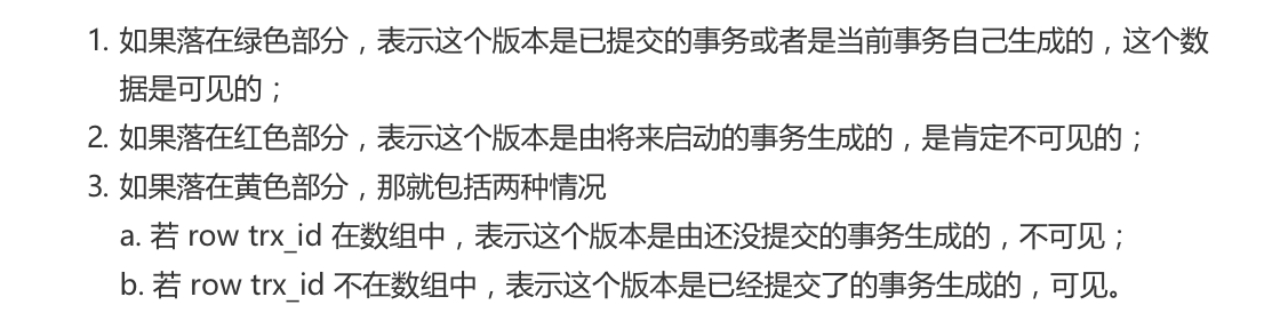 1. 如果落在绿色部分，表示这个版本是已提交的事务或者是当前事务自己生成的，这个数
据是可见的；
2. 如果落在红色部分，表示这个版本是由将来启动的事务生成的，是肯定不可见的；
3. 如果落在黄色部分，那就包括两种情况
a. 若 row trx_id 在数组中，表示这个版本是由还没提交的事务生成的，不可见；
b. 若 row trx_id 不在数组中，表示这个版本是已经提交了的事务生成的，可见。